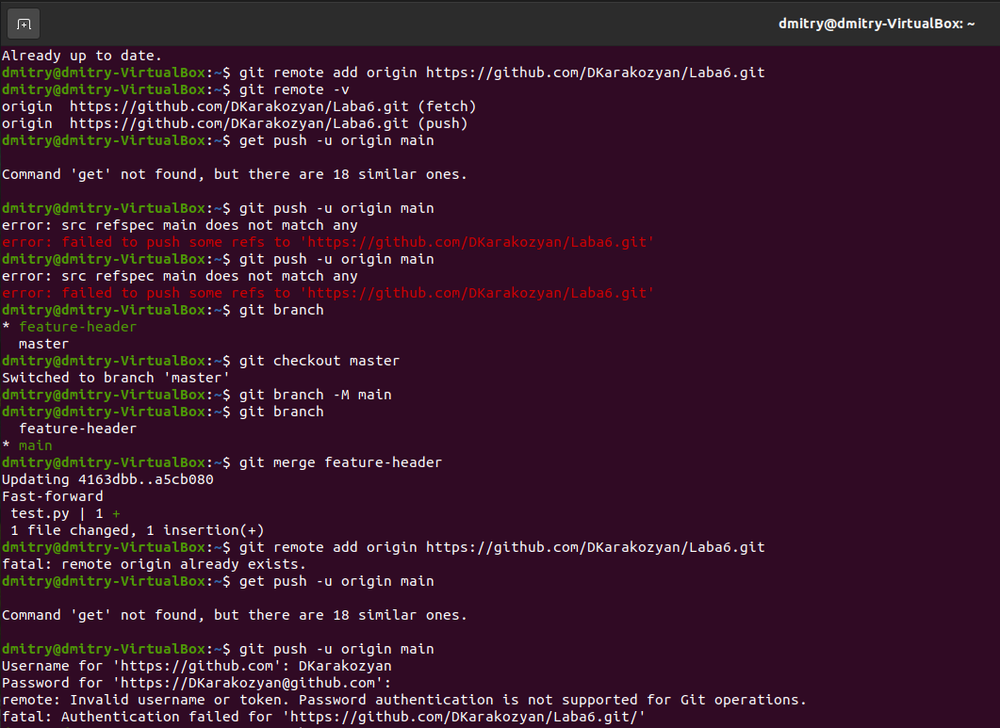 dmitry@dmitry-VirtualBox: ~
Already up to date.
dmitry@dmitry-VirtualBox:~$ git remote add origin https://github.com/DKarakozyan/Laba6.git
dmitry@dmitry-VirtualBox:~$ git remote -v
origin  https://github.com/DKarakozyan/Laba6.git (fetch)
origin  https://github.com/DKarakozyan/Laba6.git (push)
dmitry@dmitry-VirtualBox:~$ get push -u origin main
Command 'get' not found, but there are 18 similar ones.
dmitry@dmitry-VirtualBox:~$ git push -u origin main
error: src refspec main does not match any
error: failed to push some refs to 'https://github.com/DKarakozyan/Laba6.git'
dmitry@dmitry-VirtualBox:~$ git push -u origin main
error: src refspec main does not match any
error: failed to push some refs to 'https://github.com/DKarakozyan/Laba6.git'
dmitry@dmitry-VirtualBox:~$ git branch
* feature-header
  master
dmitry@dmitry-VirtualBox:~$ git checkout master
Switched to branch 'master'
dmitry@dmitry-VirtualBox:~$ git branch -M main
dmitry@dmitry-VirtualBox:~$ git branch
  feature-header
* main
dmitry@dmitry-VirtualBox:~$ git merge feature-header
Updating 4163dbb..a5cb080
Fast-forward
 test.py | 1 +
 1 file changed, 1 insertion(+)
dmitry@dmitry-VirtualBox:~$ git remote add origin https://github.com/DKarakozyan/Laba6.git
fatal: remote origin already exists.
dmitry@dmitry-VirtualBox:~$ get push -u origin main
Command 'get' not found, but there are 18 similar ones.
dmitry@dmitry-VirtualBox:~$ git push -u origin main
Username for 'https://github.com': DKarakozyan
Password for 'https://DKarakozyan@github.com':
remote: Invalid username or token. Password authentication is not supported for Git operations.
fatal: Authentication failed for 'https://github.com/DKarakozyan/Laba6.git/'